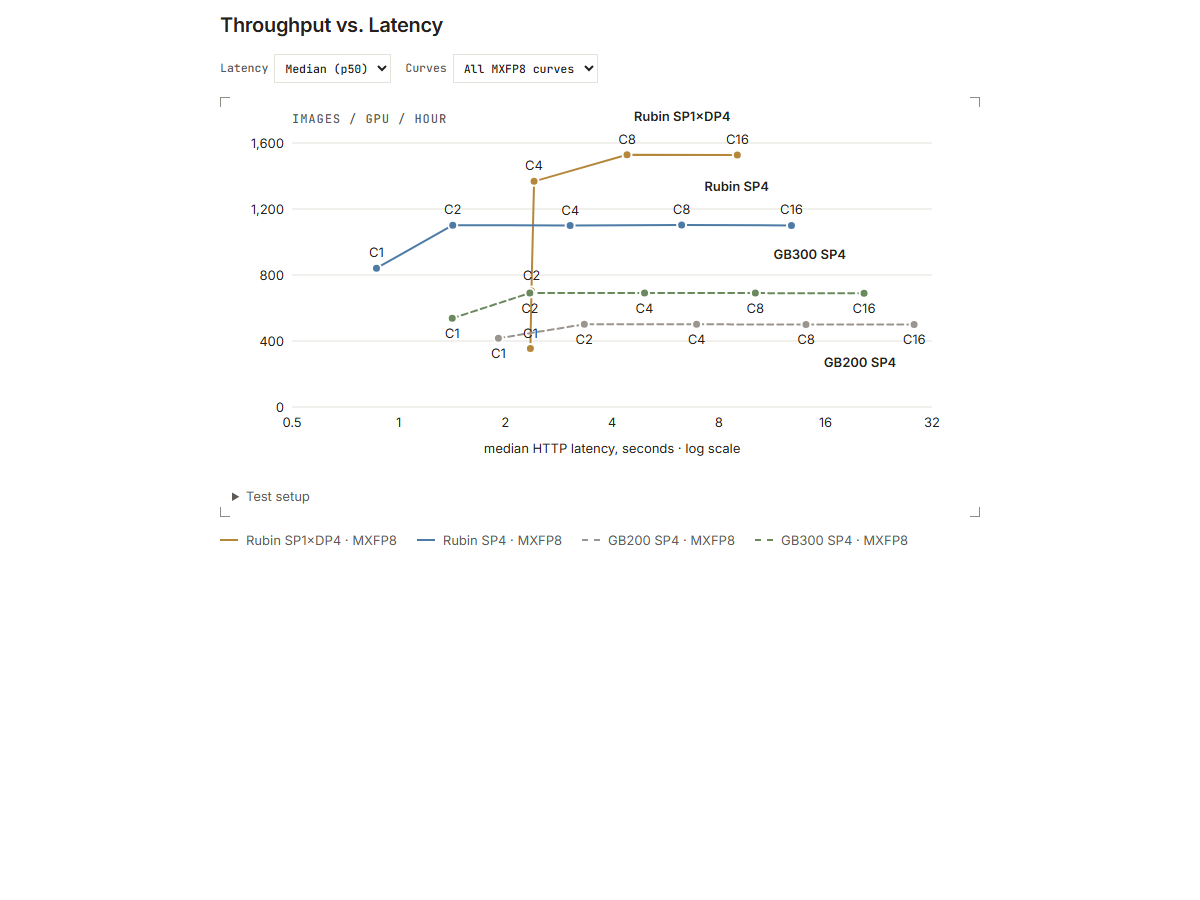 Throughput vs. Latency
Latency Median (p50) Curves All MXFP8 curves
IMAGES / GPU / HOUR
Rubin SP1×DP4
C8 C16
1,600
C4
Rubin SP4
1,200
C2 C4 C8 C16
C1
GB300 SP4
800
C2
C2 C4 C8 C16
C1 C1
400
C2 C4 C8 C16
C1
GB200 SP4
0
0.5 1 2 4 8 16 32
median HTTP latency, seconds · log scale
▶ Test setup
Rubin SP1×DP4 · MXFP8 Rubin SP4 · MXFP8 GB200 SP4 · MXFP8 GB300 SP4 · MXFP8